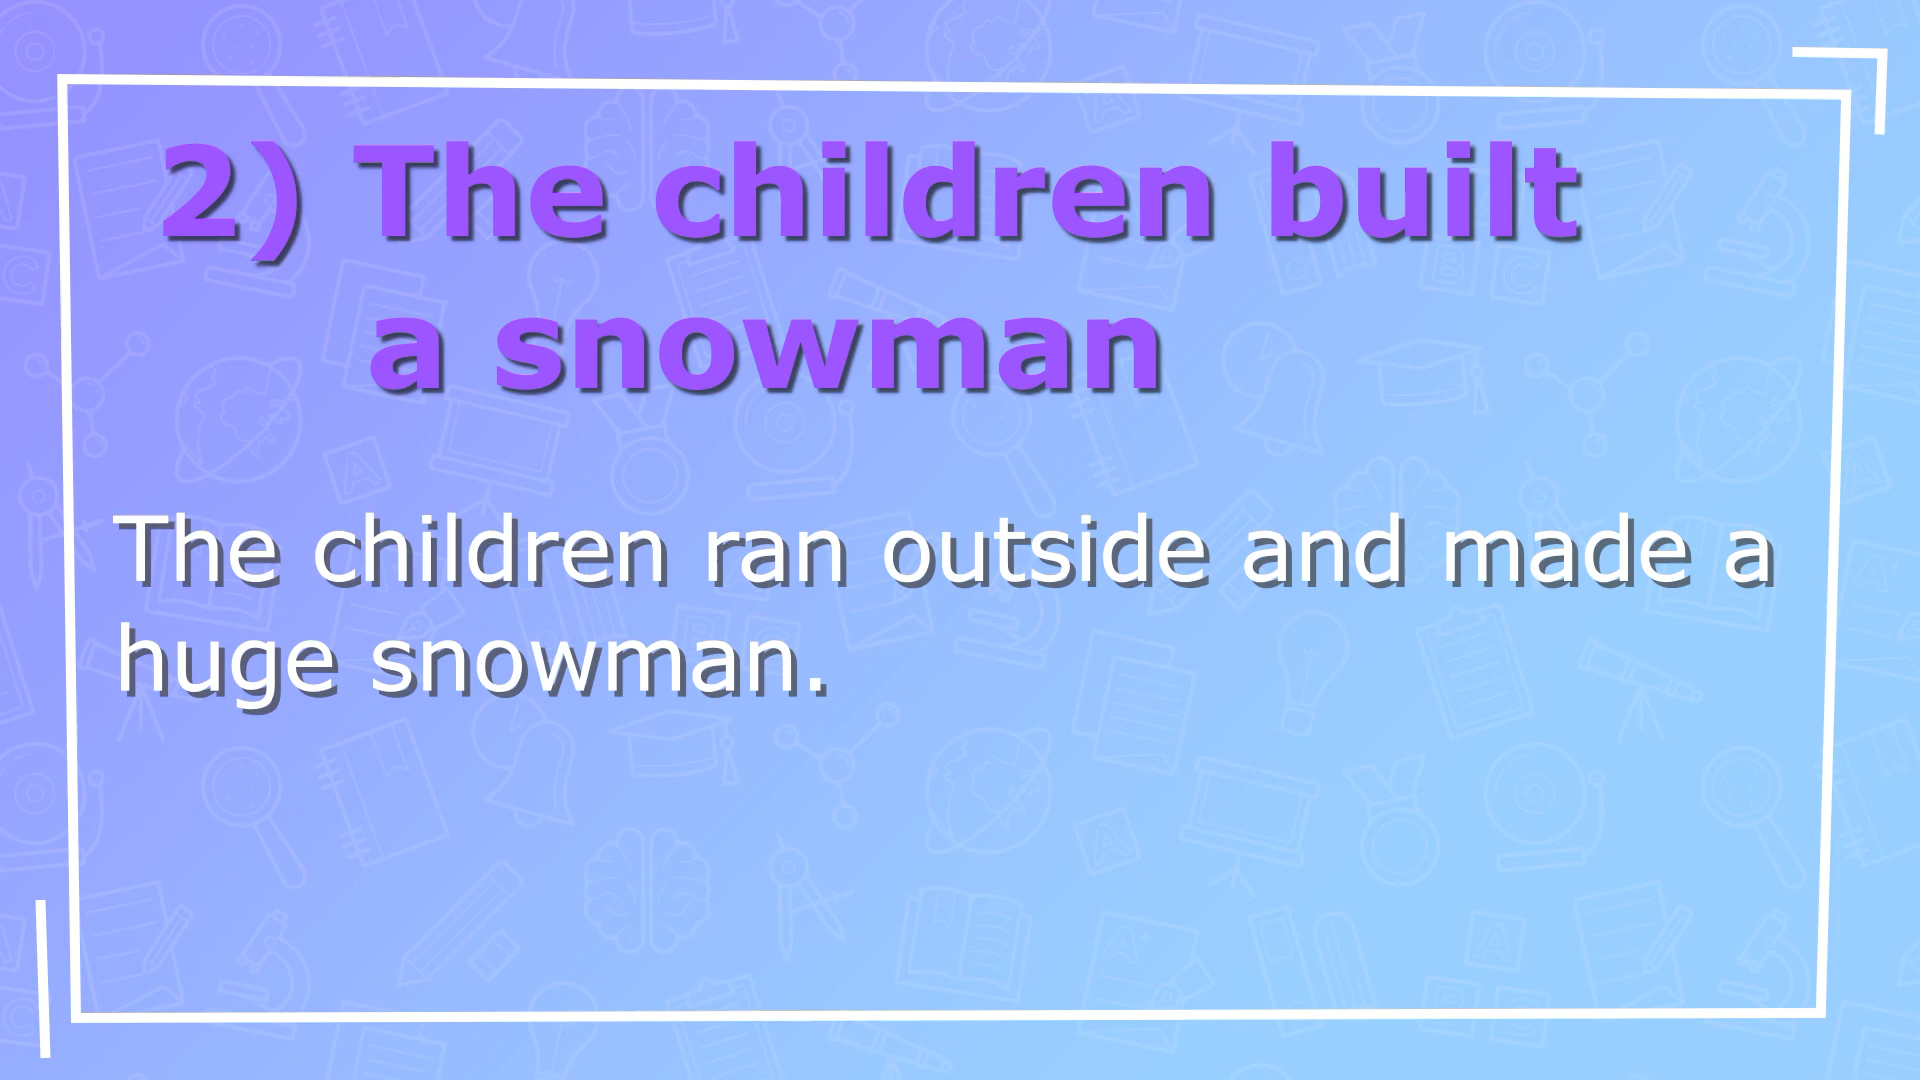 2) The children built
a snowman
The children ran outside and made a
huge snowman.